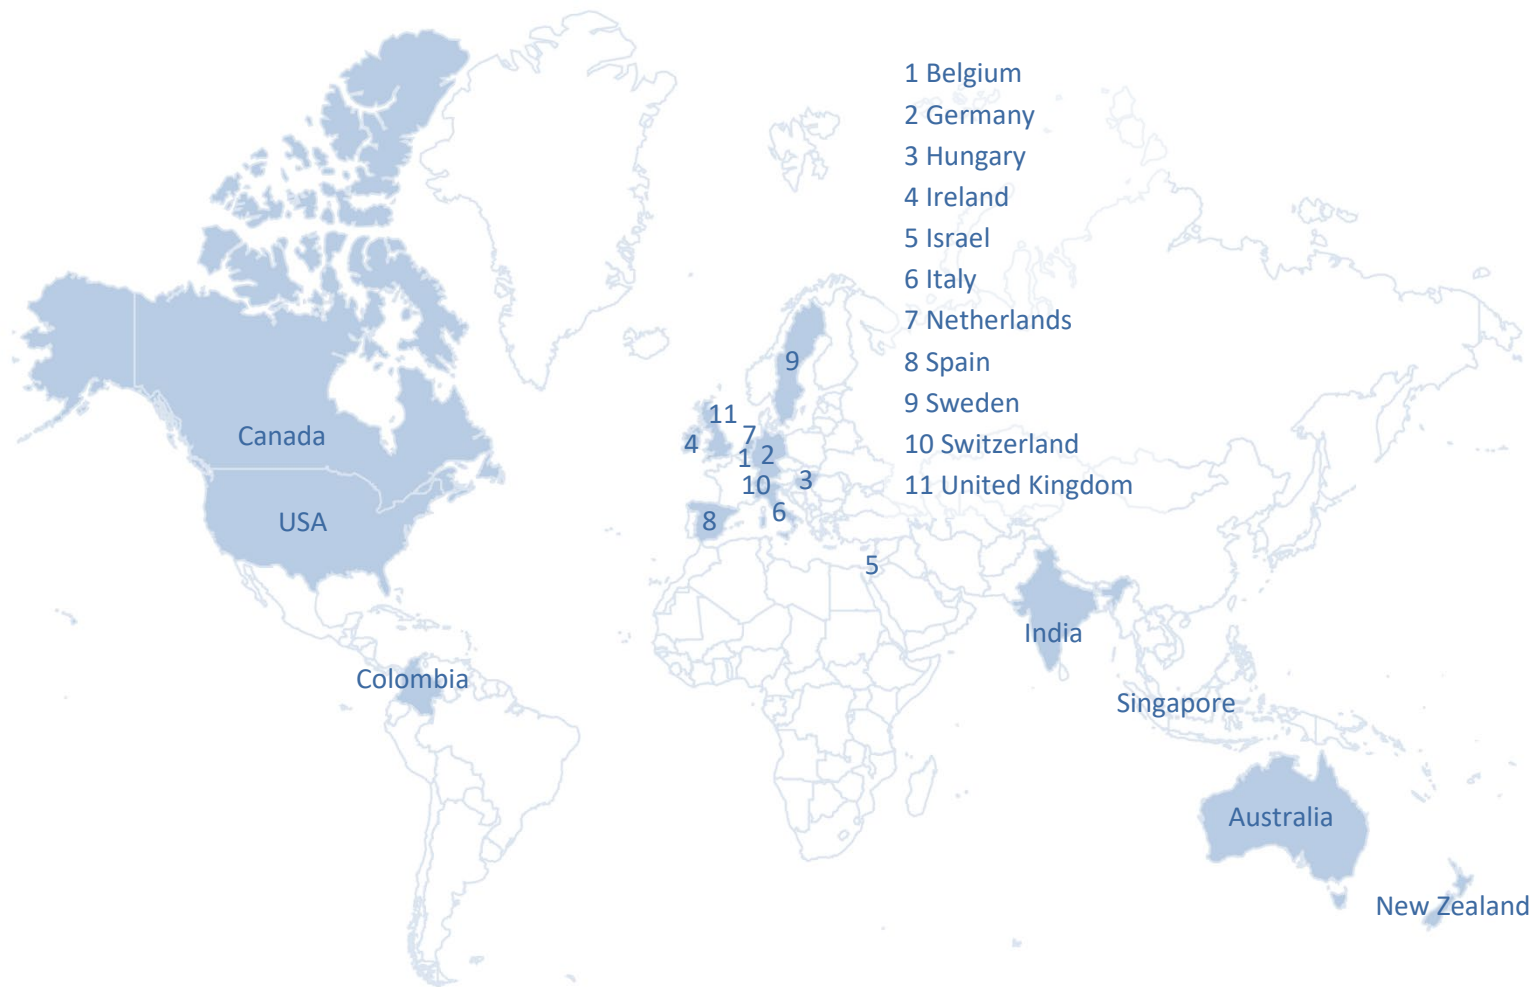 1 Belgium
2 Germany
3 Hungary
4 Ireland
5 Israel
6 Italy
7 Netherlands
8 Spain
9 Sweden
10 Switzerland
11 United Kingdom
9
11
4
7
1
2
10
3
8
6
5
Canada
USA
Colombia
India
Singapore
Australia
New Zealand